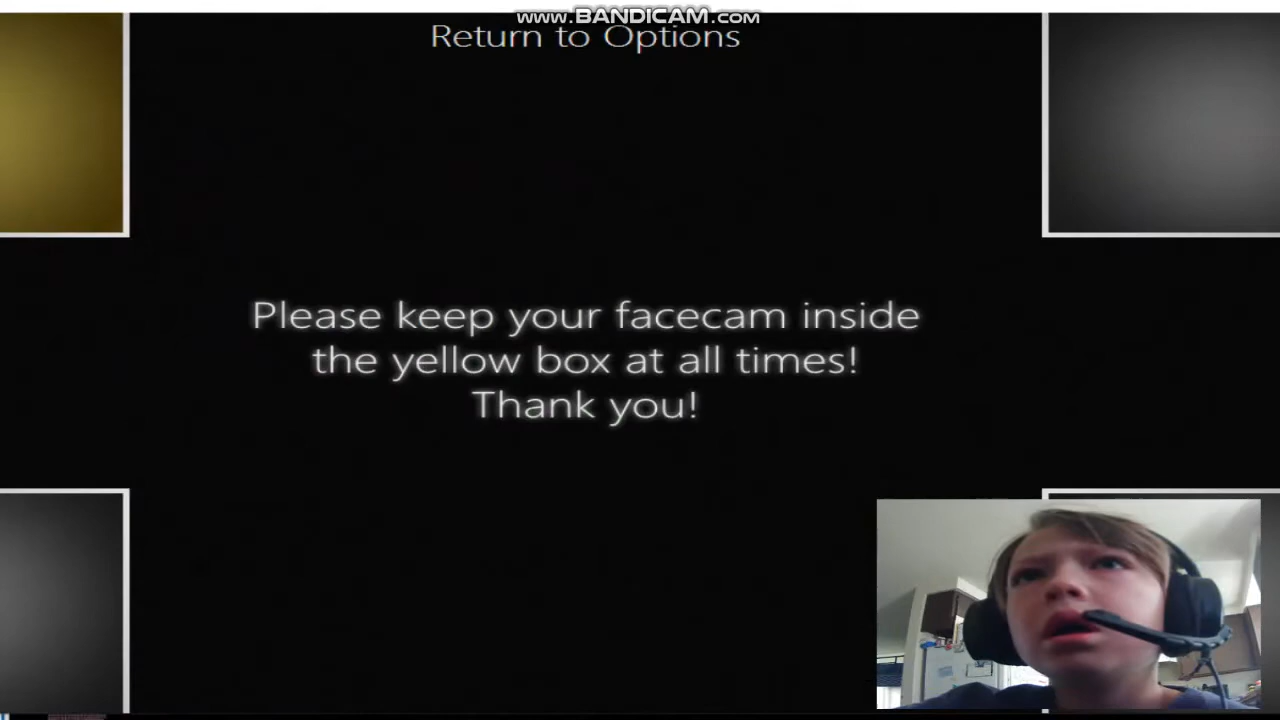 www.BANDICAM.com
Return to Options
Please keep your facecam inside
the yellow box at all times!
Thank you!